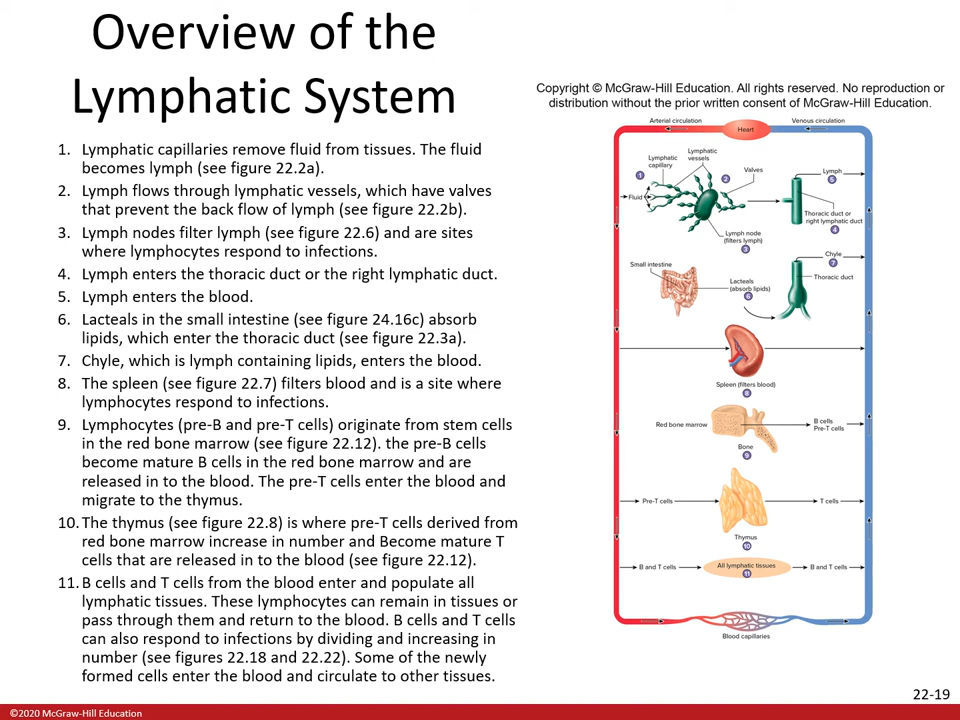 Overview of the
Lymphatic System
Copyright © McGraw-Hill Education. All rights reserved. No reproduction or
distribution without the prior written consent of McGraw-Hill Education.
1. Lymphatic capillaries remove fluid from tissues. The fluid
becomes lymph (see figure 22.2a).
2. Lymph flows through lymphatic vessels, which have valves
that prevent the back flow of lymph (see figure 22.2b).
3. Lymph nodes filter lymph (see figure 22.6) and are sites
where lymphocytes respond to infections.
4. Lymph enters the thoracic duct or the right lymphatic duct.
5. Lymph enters the blood.
6. Lacteals in the small intestine (see figure 24.16c) absorb
lipids, which enter the thoracic duct (see figure 22.3a).
7. Chyle, which is lymph containing lipids, enters the blood.
8. The spleen (see figure 22.7) filters blood and is a site where
lymphocytes respond to infections.
9. Lymphocytes (pre-B and pre-T cells) originate from stem cells
in the red bone marrow (see figure 22.12). the pre-B cells
become mature B cells in the red bone marrow and are
released in to the blood. The pre-T cells enter the blood and
migrate to the thymus.
10. The thymus (see figure 22.8) is where pre-T cells derived from
red bone marrow increase in number and Become mature T
cells that are released in to the blood (see figure 22.12).
11. B cells and T cells from the blood enter and populate all
lymphatic tissues. These lymphocytes can remain in tissues or
pass through them and return to the blood. B cells and T cells
can also respond to infections by dividing and increasing in
number (see figures 22.18 and 22.22). Some of the newly
formed cells enter the blood and circulate to other tissues.
Arterial circulation
Heart
Venous circulation
Lymphatic
capillary
1
Lymphatic
vessels
2
Valves
Lymph
5
Fluid
Thoracic duct or
right lymphatic duct
4
Lymph node
(filters lymph)
3
Chyle
7
Small intestine
Lacteals
(absorb lipids)
6
Thoracic duct
Spleen (filters blood)
8
Red bone marrow
B cells
Pre-T cells
Bone
9
Pre-T cells
T cells
Thymus
10
B and T cells
All lymphatic tissues
11
B and T cells
Blood capillaries
22-19
©2020 McGraw-Hill Education